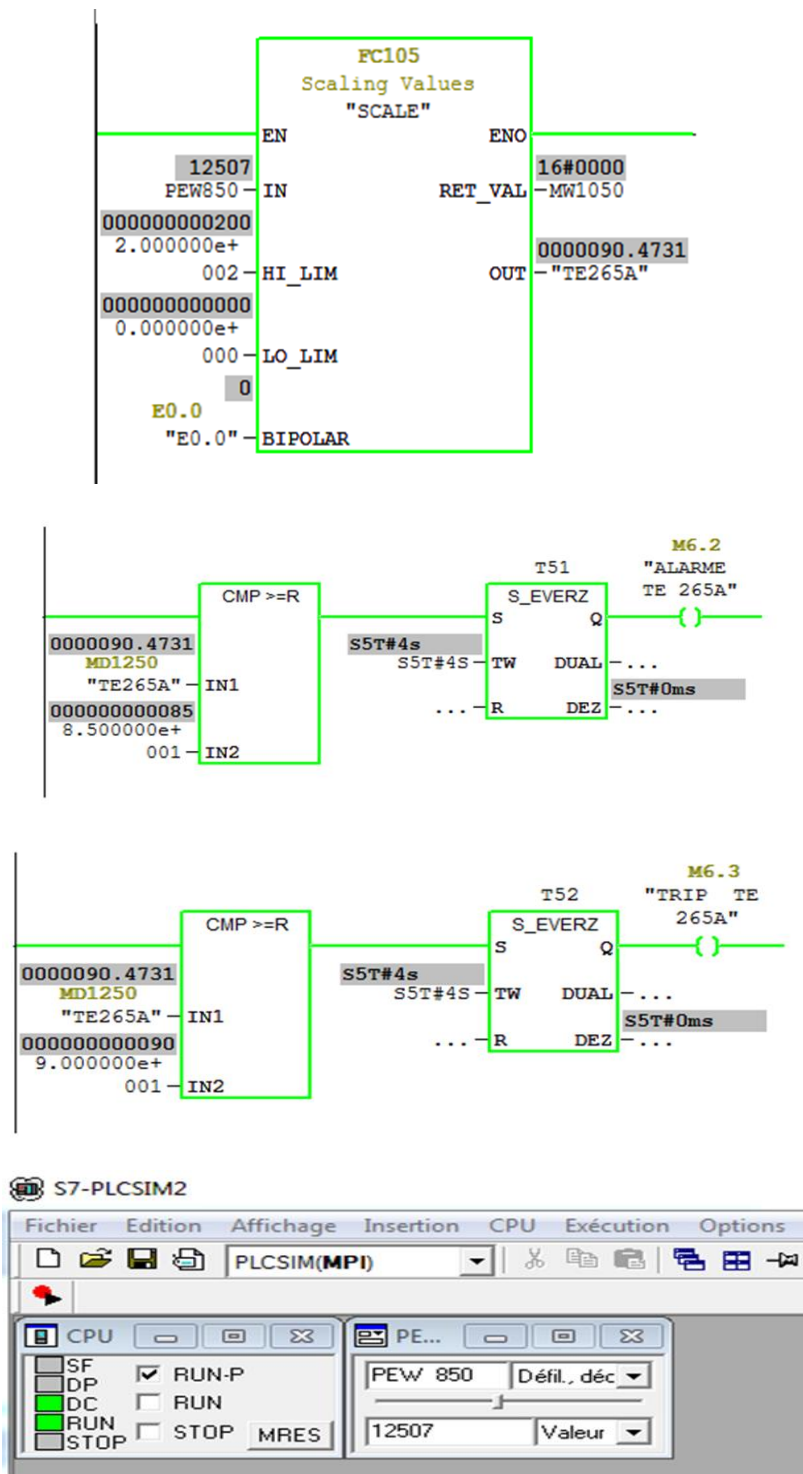 FC105
Scaling Values
"SCALE"
EN ENO
12507 16#0000
PEW850 IN RET_VAL MW1050
000000000200
2.000000e+ 0000090.4731
002 HI_LIM OUT "TE265A"
000000000000
0.000000e+
000 LO_LIM
0
E0.0
"E0.0" BIPOLAR
M6.2
T51 "ALARME
CMP >=R S_EVERZ TE 265A"
S Q ( )
0000090.4731 S5T#4s
MD1250 S5T#4S TW DUAL ...
"TE265A" IN1 S5T#0ms
000000000085 ... R DEZ ...
8.500000e+
001 IN2
M6.3
T52 "TRIP TE
CMP >=R S_EVERZ 265A"
S Q ( )
0000090.4731 S5T#4s
MD1250 S5T#4S TW DUAL ...
"TE265A" IN1 S5T#0ms
000000000090 ... R DEZ ...
9.000000e+
001 IN2
S7-PLCSIM2
Fichier Edition Affichage Insertion CPU Exécution Options
PLCSIM(MPI)
CPU PE...
SF RUN-P PEW 850 Défil., déc
DP
DC RUN
RUN STOP MRES 12507 Valeur
STOP